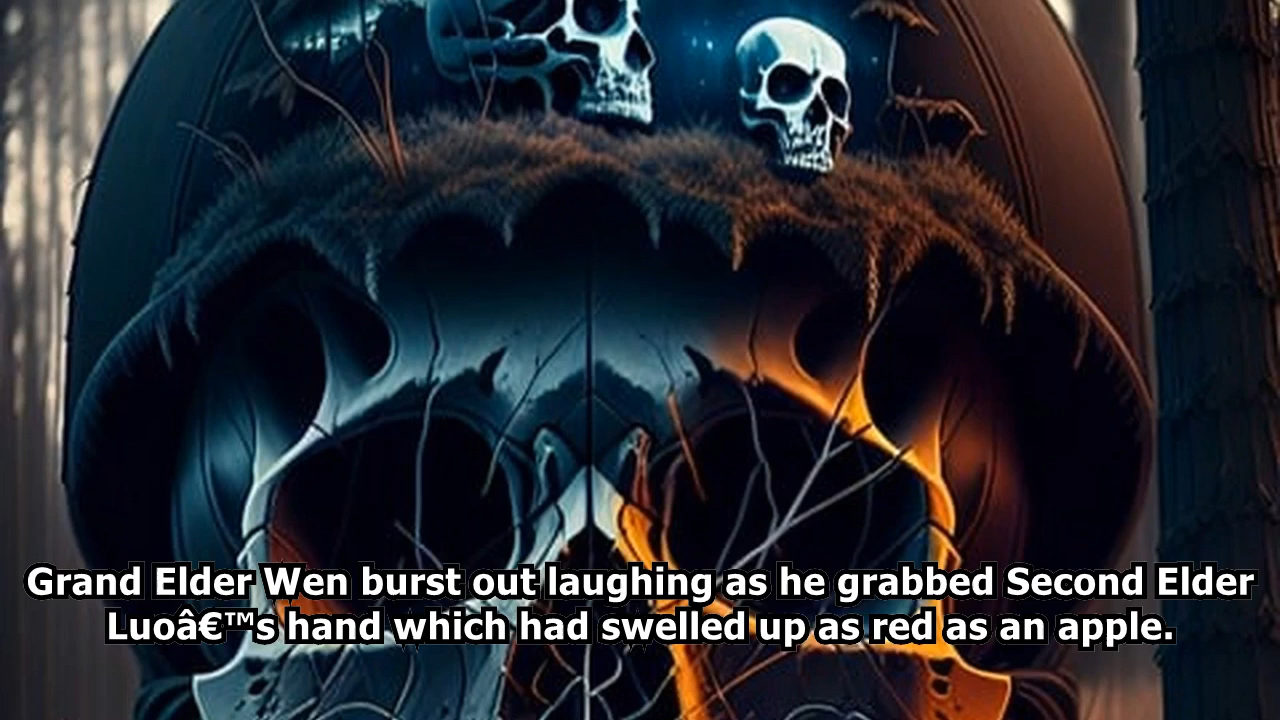 Grand Elder Wen burst out laughing as he grabbed Second Elder
Luoâ€™s hand which had swelled up as red as an apple.